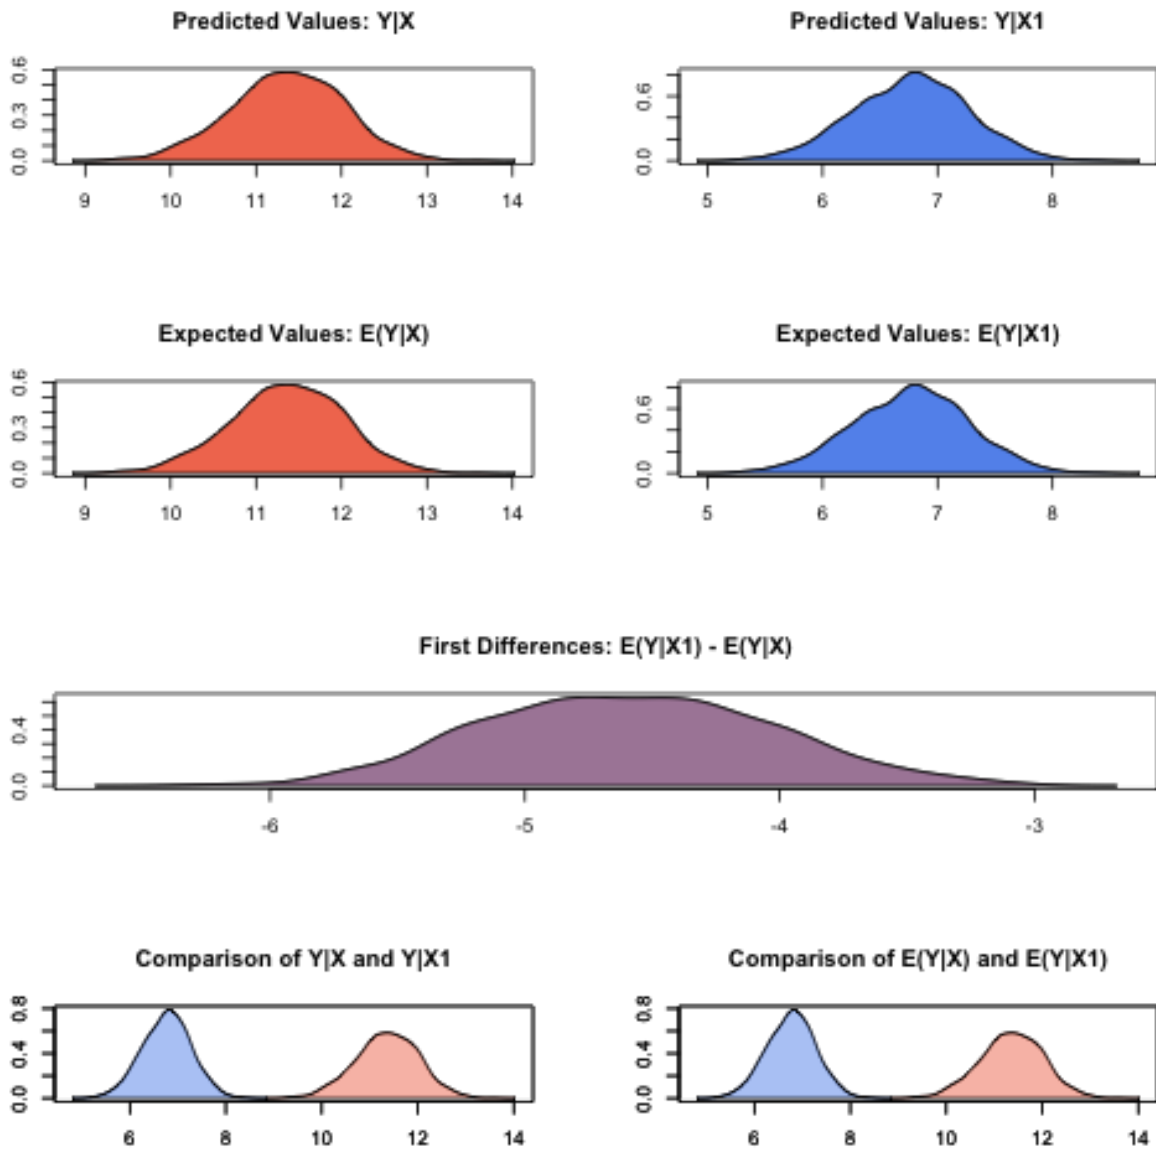 Predicted Values: Y|X
Predicted Values: Y|X1
0.0 0.3 0.6
9 10 11 12 13 14
0.0 0.6
5 6 7 8
Expected Values: E(Y|X)
Expected Values: E(Y|X1)
0.0 0.3 0.6
9 10 11 12 13 14
0.0 0.6
5 6 7 8
First Differences: E(Y|X1) - E(Y|X)
0.0 0.4
-6 -5 -4 -3
Comparison of Y|X and Y|X1
Comparison of E(Y|X) and E(Y|X1)
0.0 0.4 0.8
6 8 10 12 14
0.0 0.4 0.8
6 8 10 12 14